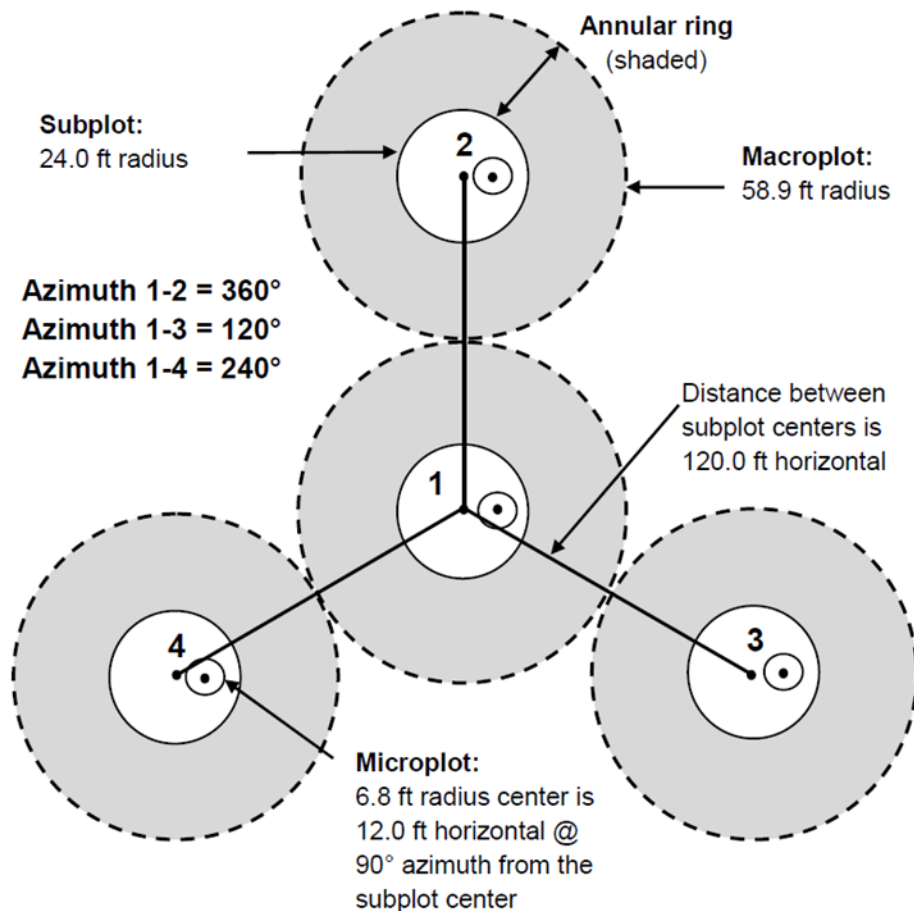 Annular ring
(shaded)
Subplot:
24.0 ft radius
2
Macroplot:
58.9 ft radius
Azimuth 1-2 = 360°
Azimuth 1-3 = 120°
Azimuth 1-4 = 240°
Distance between
subplot centers is
120.0 ft horizontal
1
4
3
Microplot:
6.8 ft radius center is
12.0 ft horizontal @
90° azimuth from the
subplot center